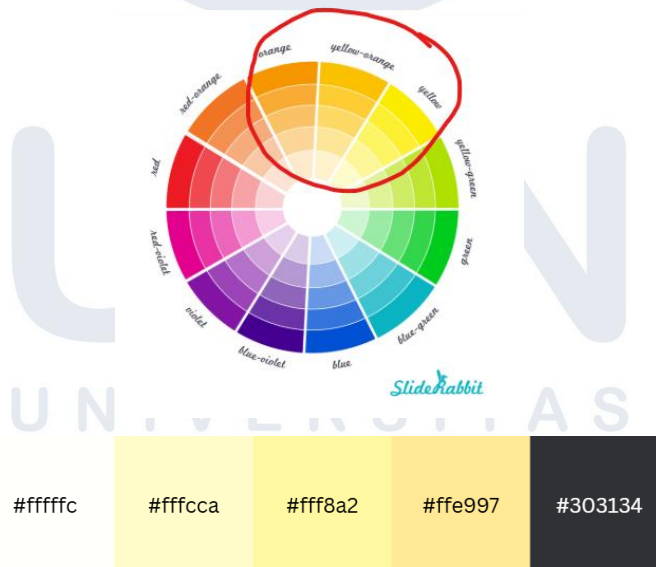 orange
yellow-orange
yellow
yellow-green
green
blue-green
blue
blue-violet
violet
red-violet
red
red-orange
SlideRabbit
U N
UNIVERSITAS
#fffffc
#fffcca
#fff8a2
#ffe997
#303134